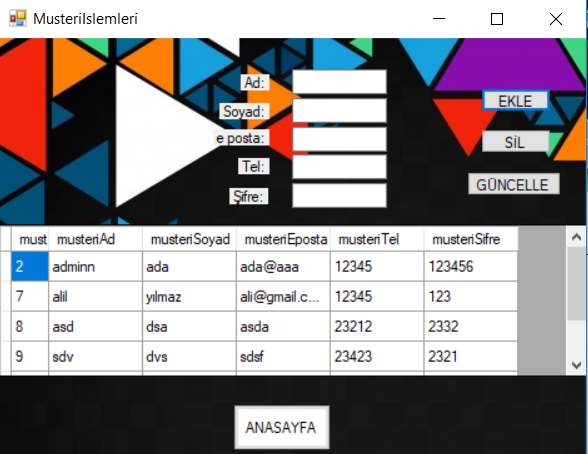 MusteriIslemleri
Ad:
EKLE
Soyad:
e posta:
SİL
Tel:
GÜNCELLE
Şifre:
must musteriAd musteriSoyad musteriEposta musteriTel musteriSifre
2 adminn ada ada@aaa 12345 123456
7 alil yılmaz ali@gmail.c... 12345 123
8 asd dsa asda 23212 2332
9 sdv dvs sdsf 23423 2321
ANASAYFA